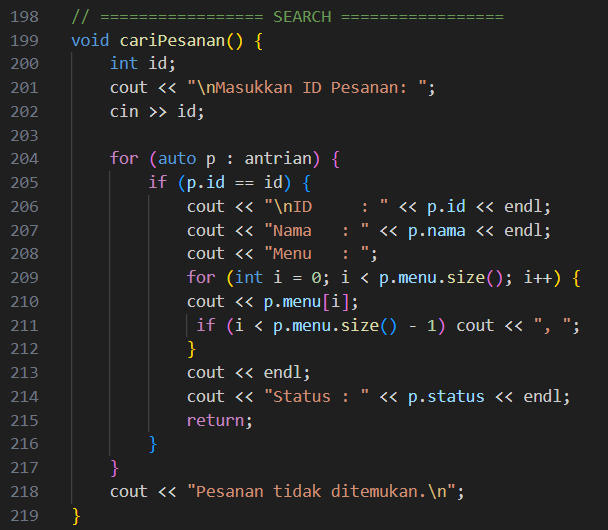 198 // ================= SEARCH =================
199 void cariPesanan() {
200     int id;
201     cout << "\nMasukkan ID Pesanan: ";
202     cin >> id;
203
204     for (auto p : antrian) {
205         if (p.id == id) {
206             cout << "\nID     : " << p.id << endl;
207             cout << "Nama   : " << p.nama << endl;
208             cout << "Menu   : ";
209             for (int i = 0; i < p.menu.size(); i++) {
210             cout << p.menu[i];
211              if (i < p.menu.size() - 1) cout << ", ";
212             }
213             cout << endl;
214             cout << "Status : " << p.status << endl;
215             return;
216         }
217     }
218     cout << "Pesanan tidak ditemukan.\n";
219 }